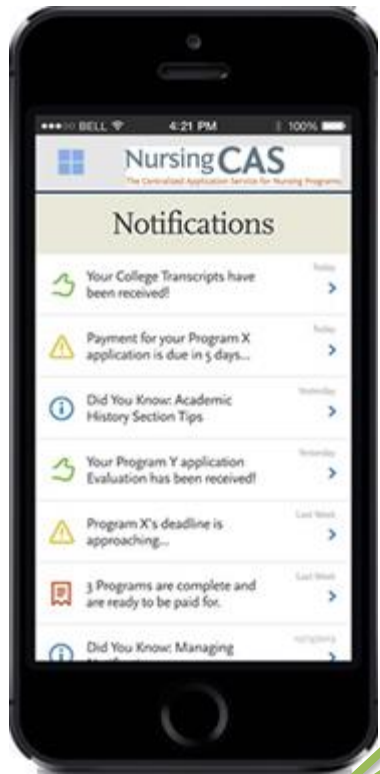 BELL 4:21 PM 100%
NursingCAS
The Centralized Application Service for Nursing Programs
Notifications
Today
Your College Transcripts have
been received!
Today
Payment for your Program X
application is due in 5 days...
Yesterday
Did You Know: Academic
History Section Tips
Yesterday
Your Program Y application
Evaluation has been received!
Last Week
Program X's deadline is
approaching...
Last Week
3 Programs are complete and
are ready to be paid for.
Did You Know: Managing